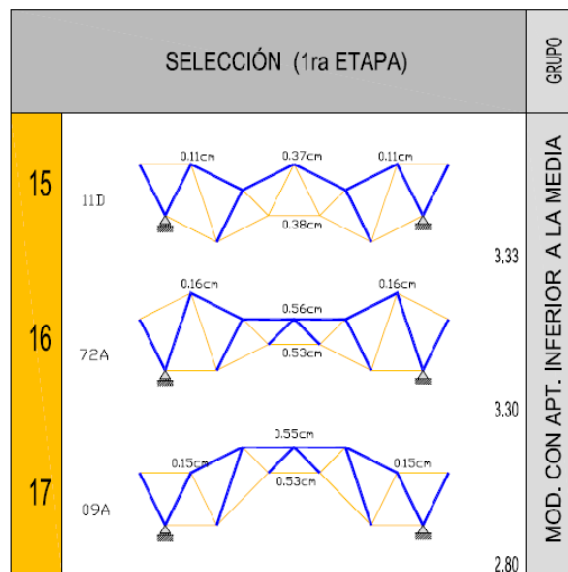 SELECCIÓN (1ra ETAPA)
GRUPO
15
11D
0.11cm
0.37cm
0.11cm
0.38cm
3.33
16
72A
0.16cm
0.56cm
0.16cm
0.53cm
3.30
17
09A
0.15cm
0.55cm
0.15cm
0.53cm
2.80
MOD. CON APT. INFERIOR A LA MEDIA